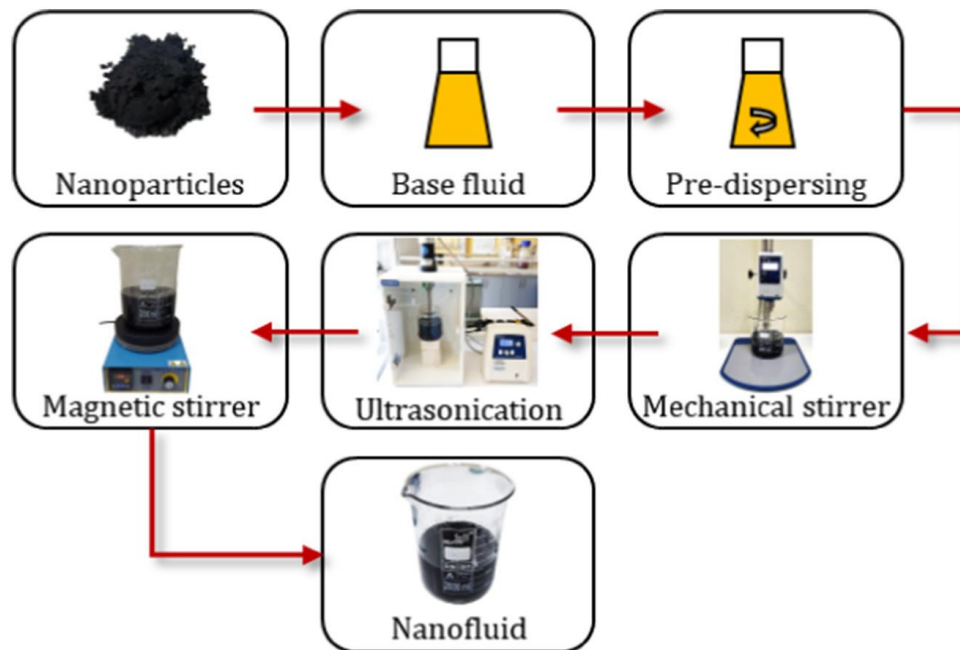 Nanoparticles
Base fluid
Pre-dispersing
Magnetic stirrer
Ultrasonication
Mechanical stirrer
Nanofluid